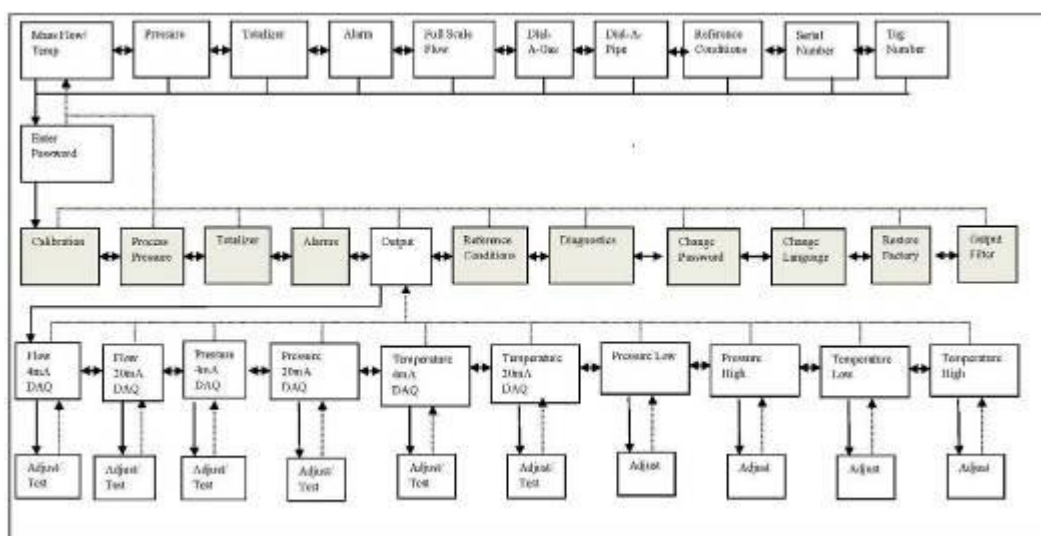 Mass Flow/
Temp
Pressure
Totalizer
Alarm
Full Scale
Flow
Dial-
A-Gas
Dial-A-
Pipe
Reference
Conditions
Serial
Number
Tag
Number
Enter
Password
Calibration
Process
Pressure
Totalizer
Alarms
Output
Reference
Conditions
Diagnostics
Change
Password
Change
Language
Restore
Factory
Output
Filter
Flow
4mA
DAQ
Flow
20mA
DAQ
Pressure
4mA
DAQ
Pressure
20mA
DAQ
Temperature
4mA
DAQ
Temperature
20mA
DAQ
Pressure Low
Pressure
High
Temperature
Low
Temperature
High
Adjust/
Test
Adjust/
Test
Adjust/
Test
Adjust/
Test
Adjust/
Test
Adjust/
Test
Adjust
Adjust
Adjust
Adjust